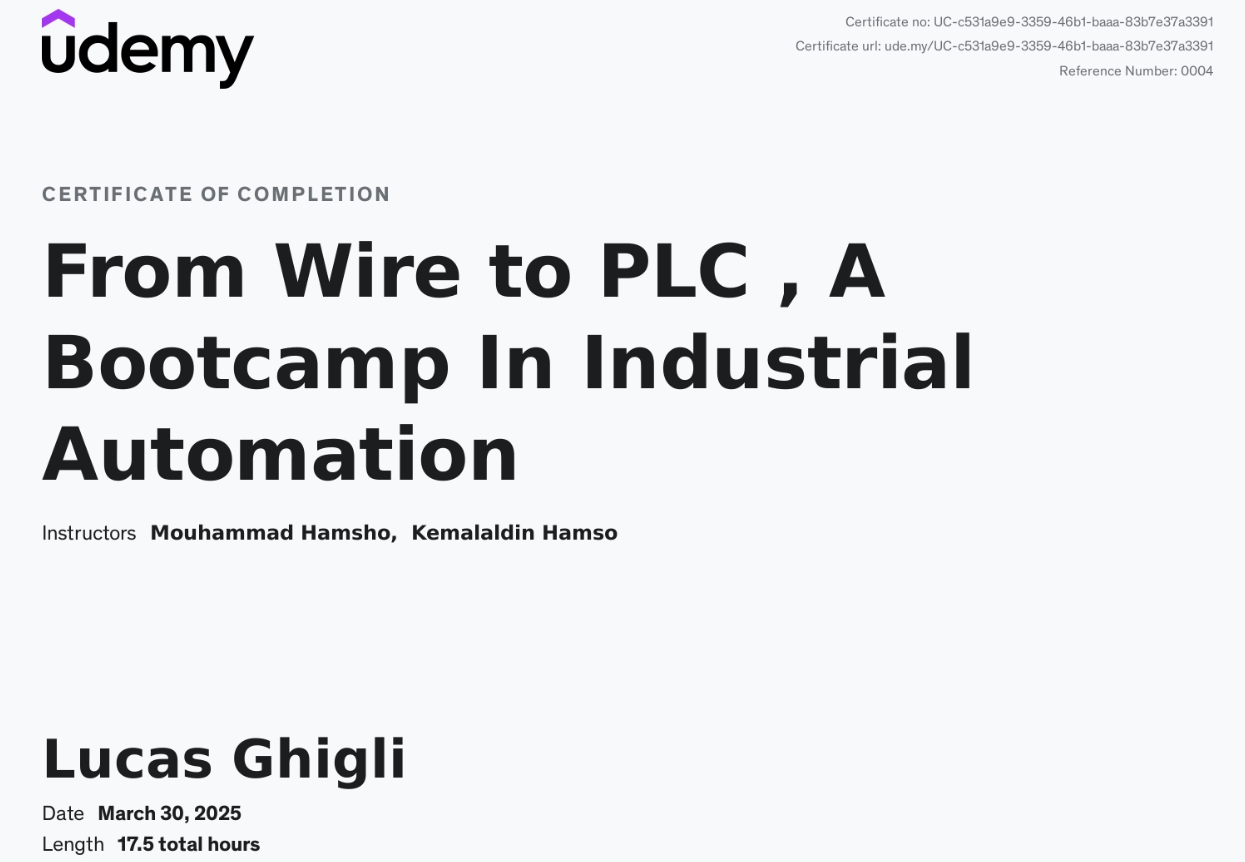 udemy
Certificate no: UC-c531a9e9-3359-46b1-baaa-83b7e37a3391
Certificate url: ude.my/UC-c531a9e9-3359-46b1-baaa-83b7e37a3391
Reference Number: 0004
CERTIFICATE OF COMPLETION
From Wire to PLC , A
Bootcamp In Industrial
Automation
Instructors Mouhammad Hamsho, Kemalaldin Hamso
Lucas Ghigli
Date March 30, 2025
Length 17.5 total hours